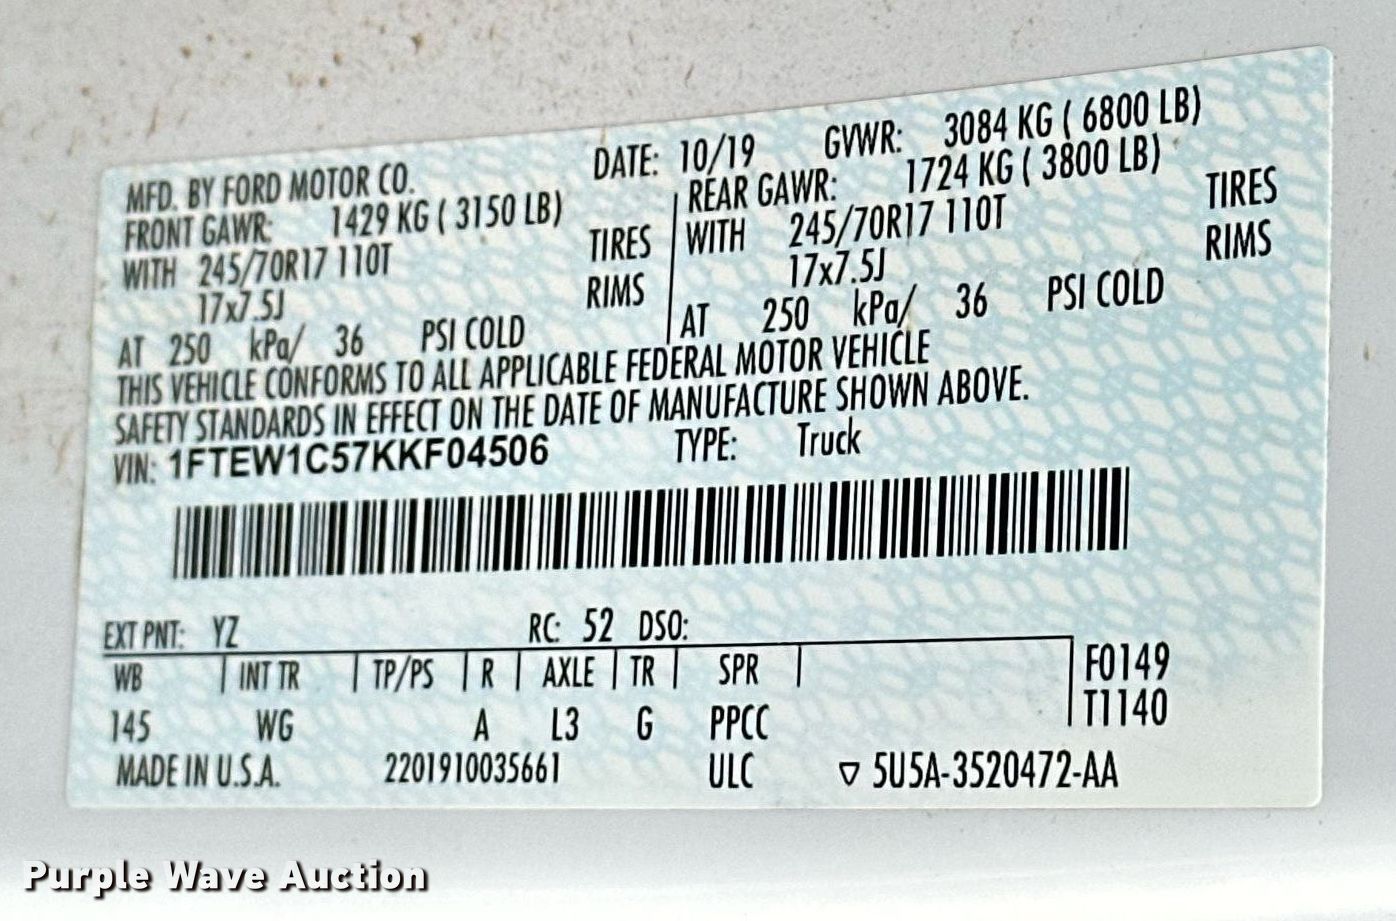 MFD. BY FORD MOTOR CO. DATE: 10/19 GVWR: 3084 KG ( 6800 LB)
FRONT GAWR: 1429 KG ( 3150 LB) REAR GAWR: 1724 KG ( 3800 LB)
WITH 245/70R17 110T TIRES WITH 245/70R17 110T TIRES
17x7.5J RIMS 17x7.5J RIMS
AT 250 kPa/ 36 PSI COLD AT 250 kPa/ 36 PSI COLD
THIS VEHICLE CONFORMS TO ALL APPLICABLE FEDERAL MOTOR VEHICLE
SAFETY STANDARDS IN EFFECT ON THE DATE OF MANUFACTURE SHOWN ABOVE.
VIN: 1FTEW1C57KKF04506 TYPE: Truck
EXT PNT: YZ RC: 52 DSO:
WB INT TR TP/PS R AXLE TR SPR F0149
145 WG A L3 G PPCC T1140
MADE IN U.S.A. 2201910035661 ULC ▽ 5U5A-3520472-AA
Purple Wave Auction